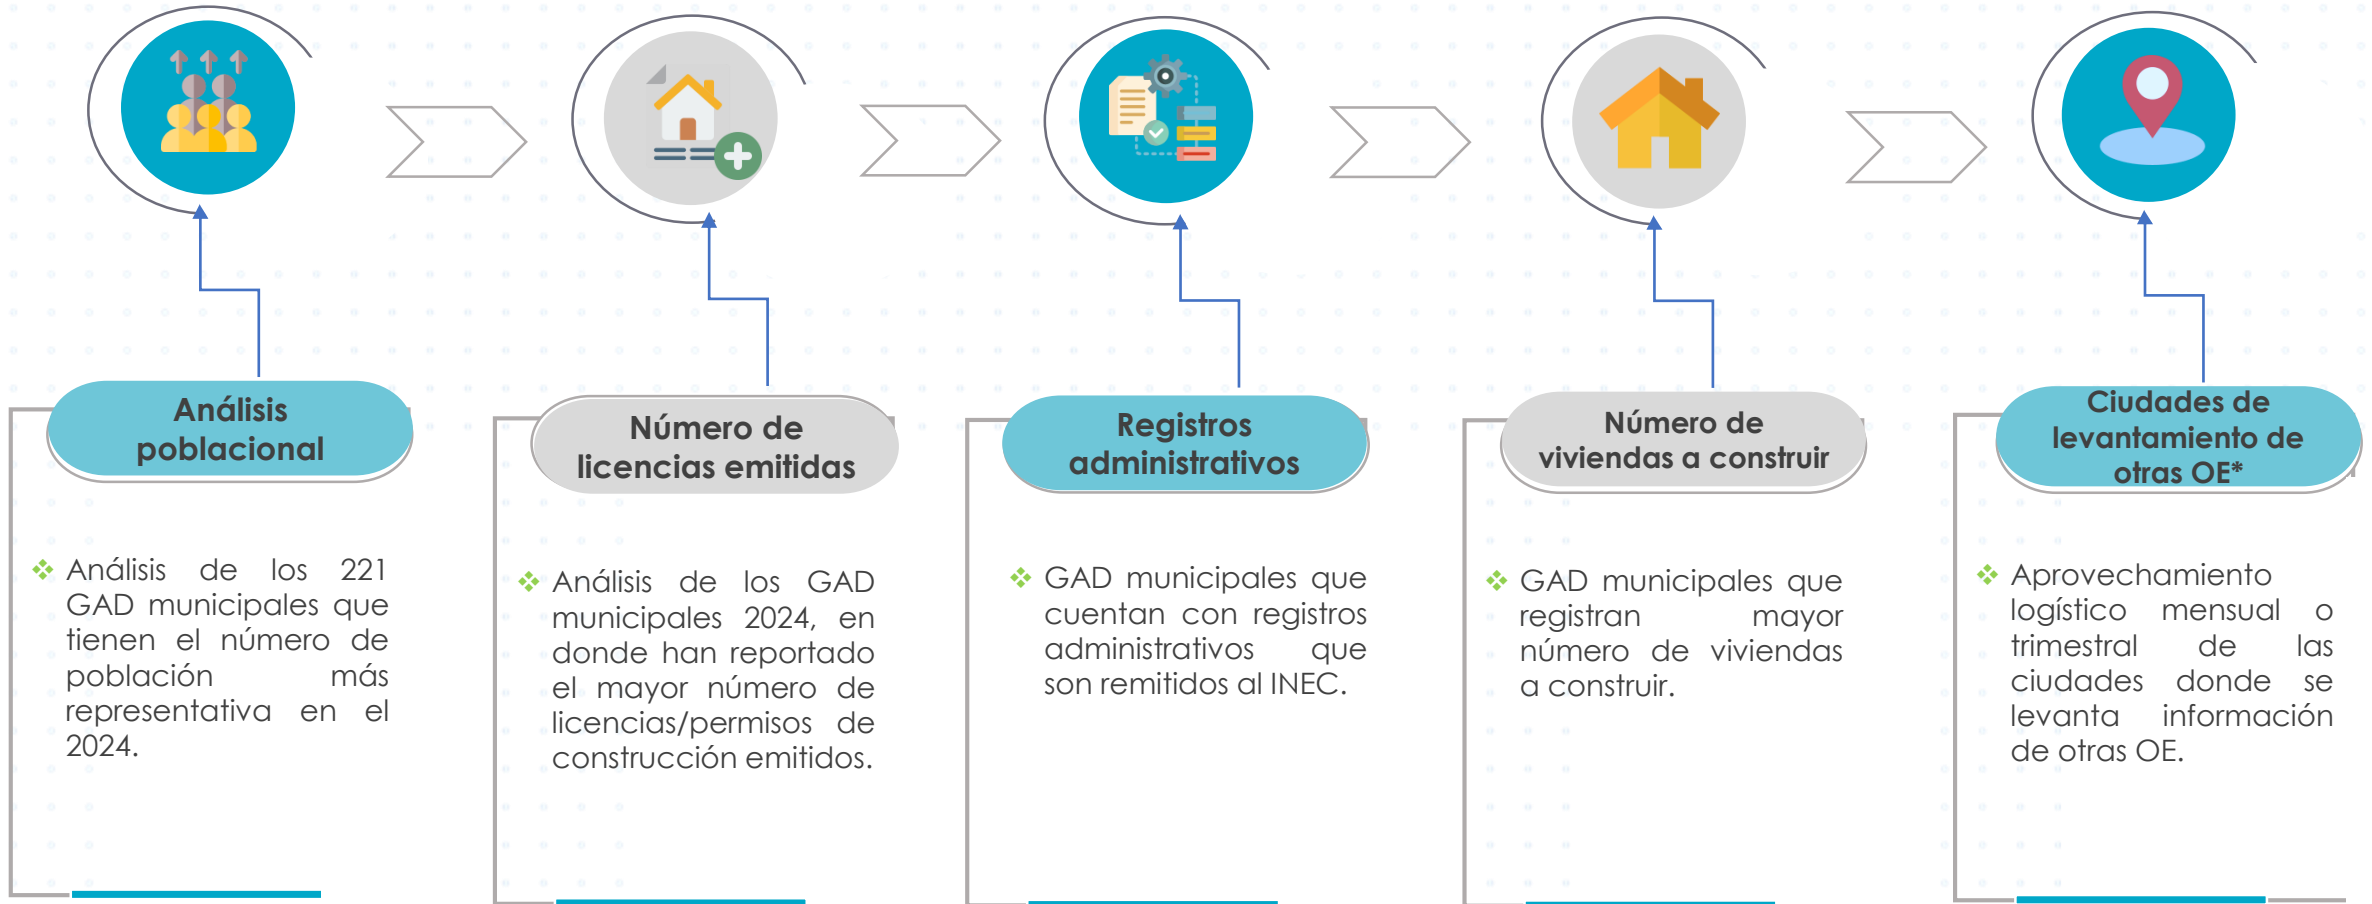 Análisis
poblacional
Análisis de los 221
GAD municipales que
tienen el número de
población más
representativa en el
2024.
Número de
licencias emitidas
Análisis de los GAD
municipales 2024, en
donde han reportado
el mayor número de
licencias/permisos de
construcción emitidos.
Registros
administrativos
GAD municipales que
cuentan con registros
administrativos que
son remitidos al INEC.
Número de
viviendas a construir
GAD municipales que
registran mayor
número de viviendas
a construir.
Ciudades de
levantamiento de
otras OE*
Aprovechamiento
logístico mensual o
trimestral de las
ciudades donde se
levanta información
de otras OE.